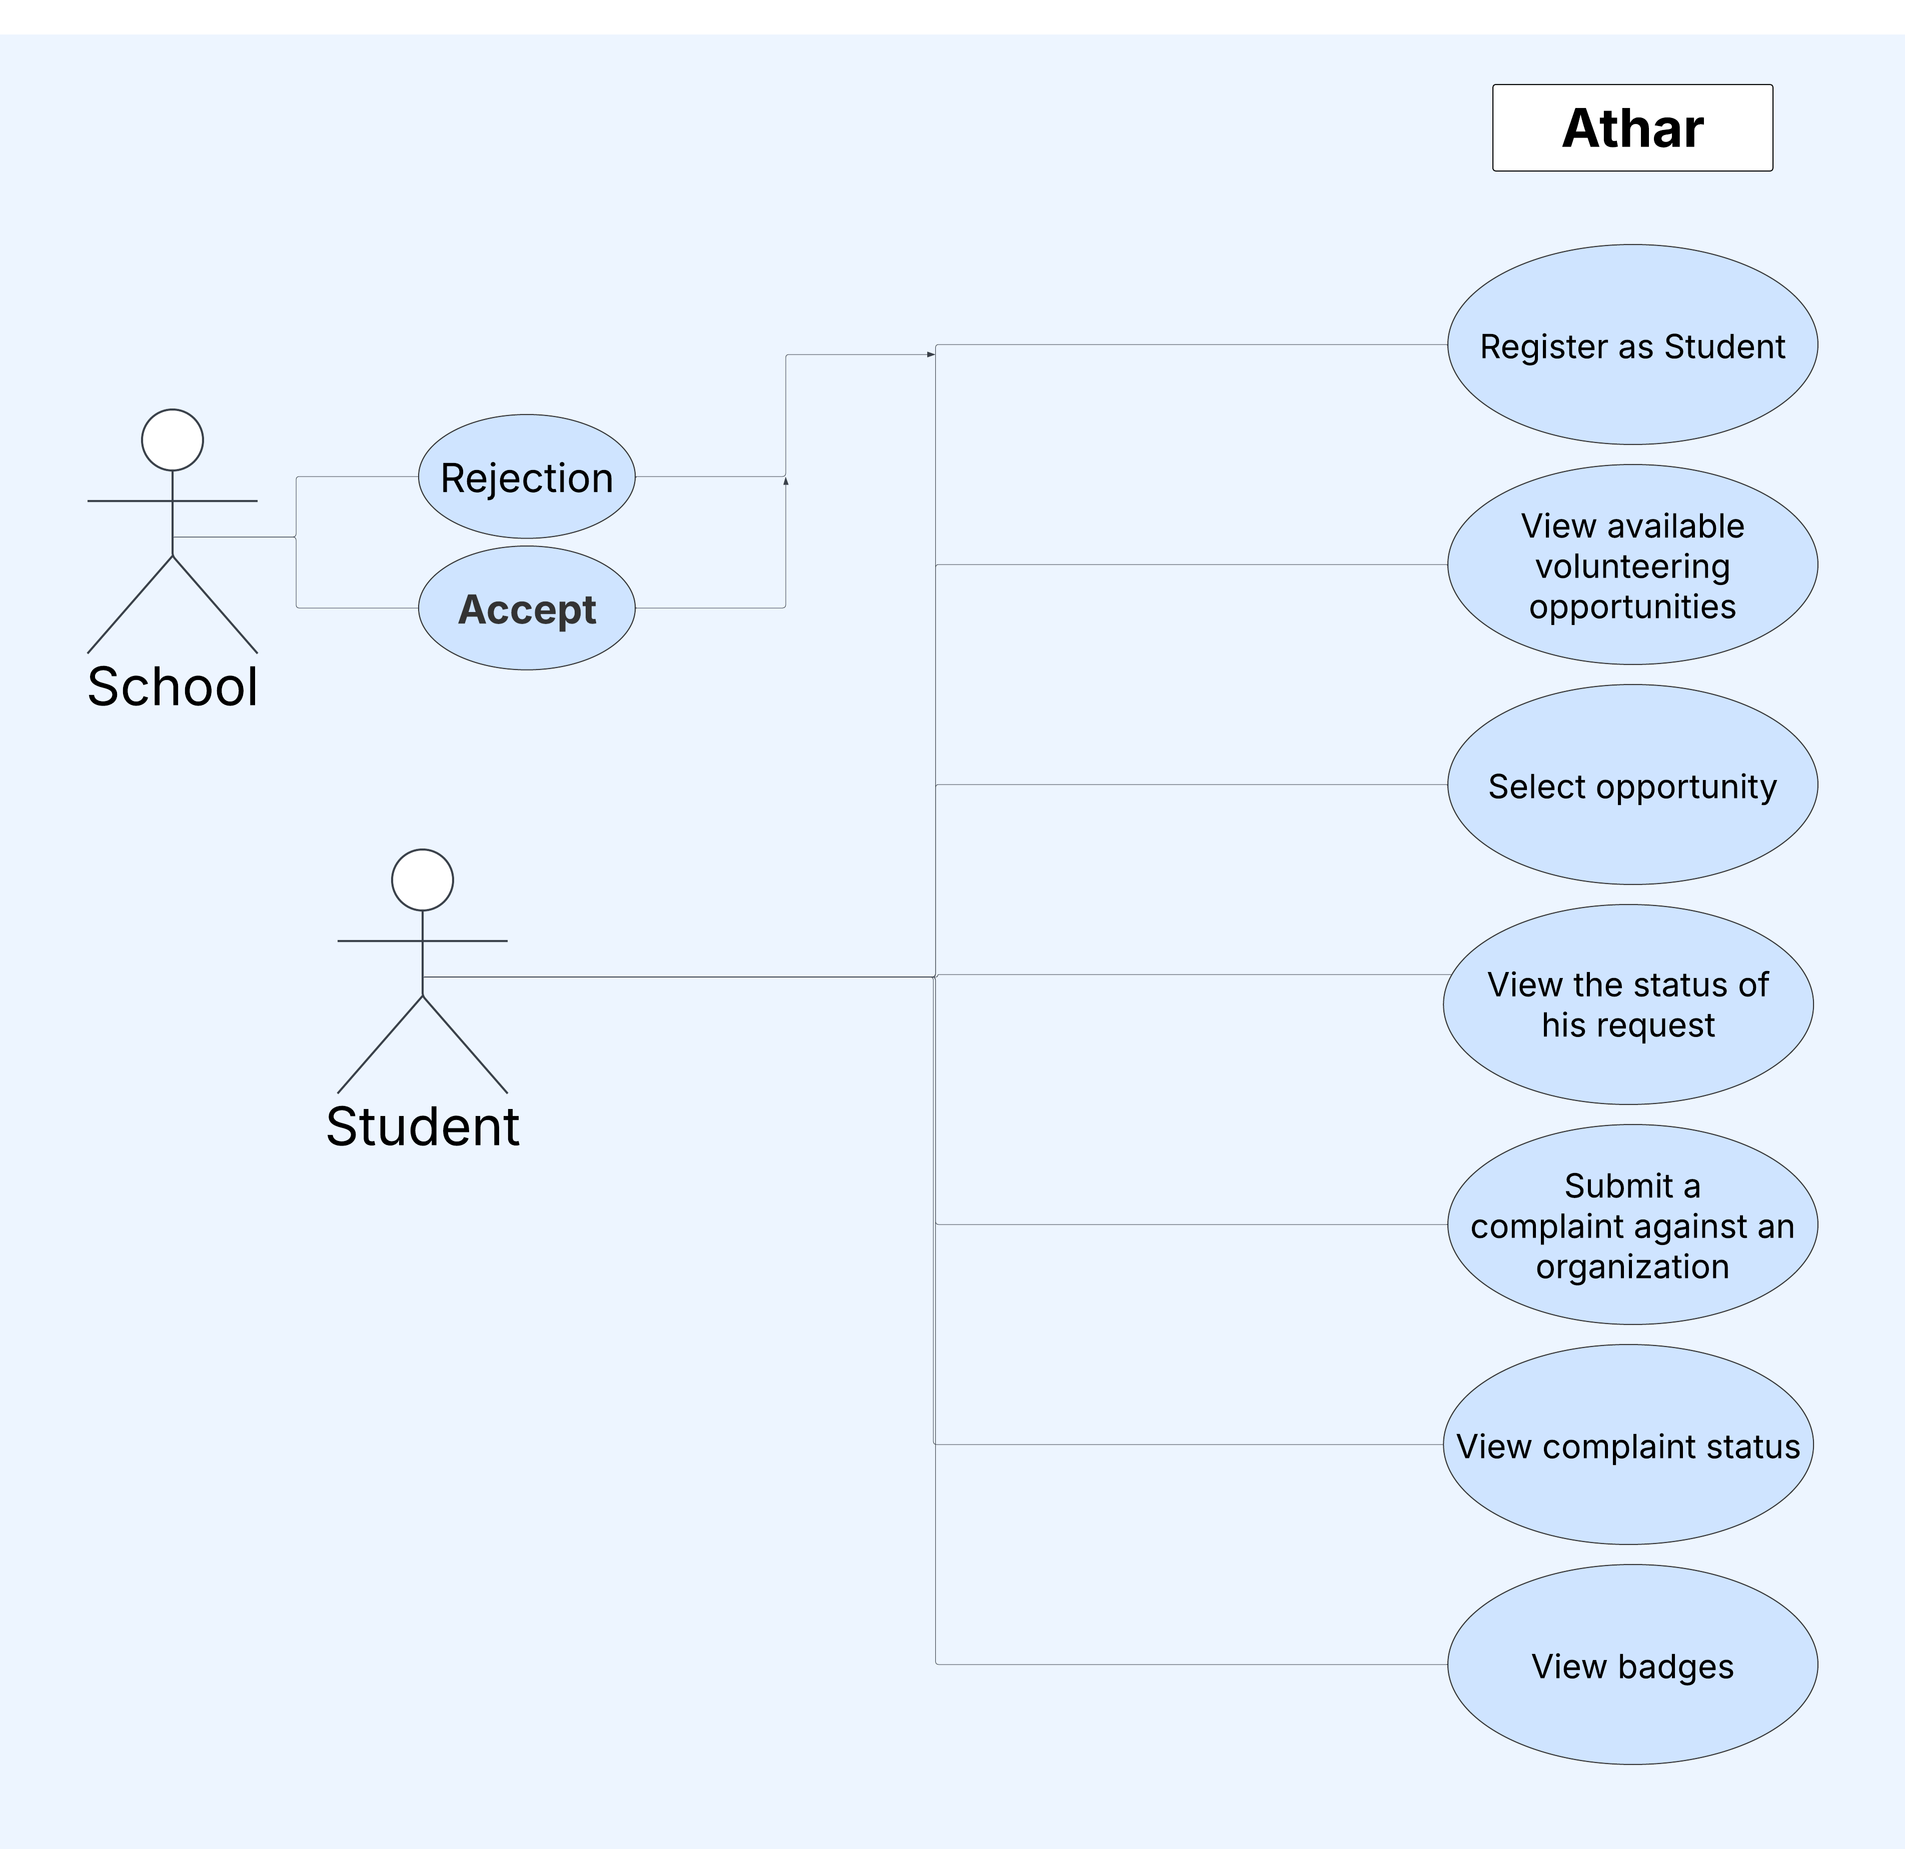 Athar
Register as Student
Rejection
View available
volunteering
opportunities
Accept
School
Select opportunity
View the status of
his request
Student
Submit a
complaint against an
organization
View complaint status
View badges